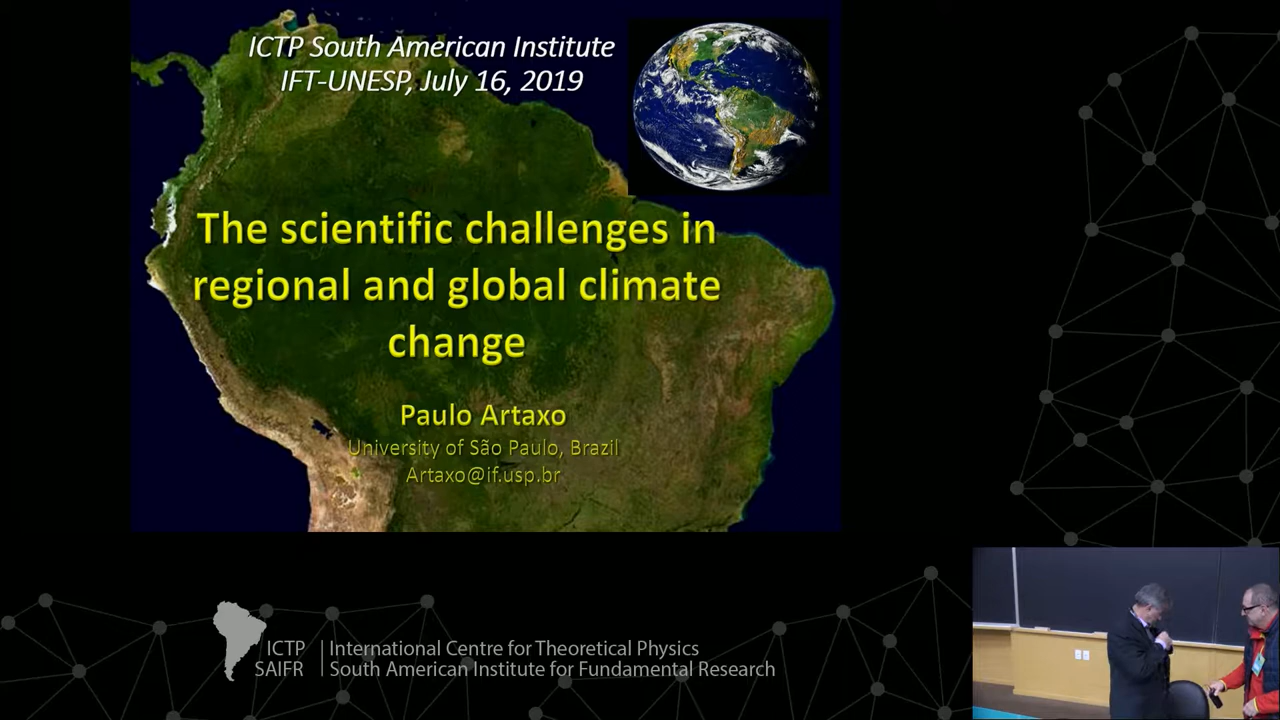 ICTP South American Institute
IFT-UNESP, July 16, 2019
The scientific challenges in
regional and global climate
change
Paulo Artaxo
University of São Paulo, Brazil
Artaxo@if.usp.br
ICTP | International Centre for Theoretical Physics
SAIFR | South American Institute for Fundamental Research